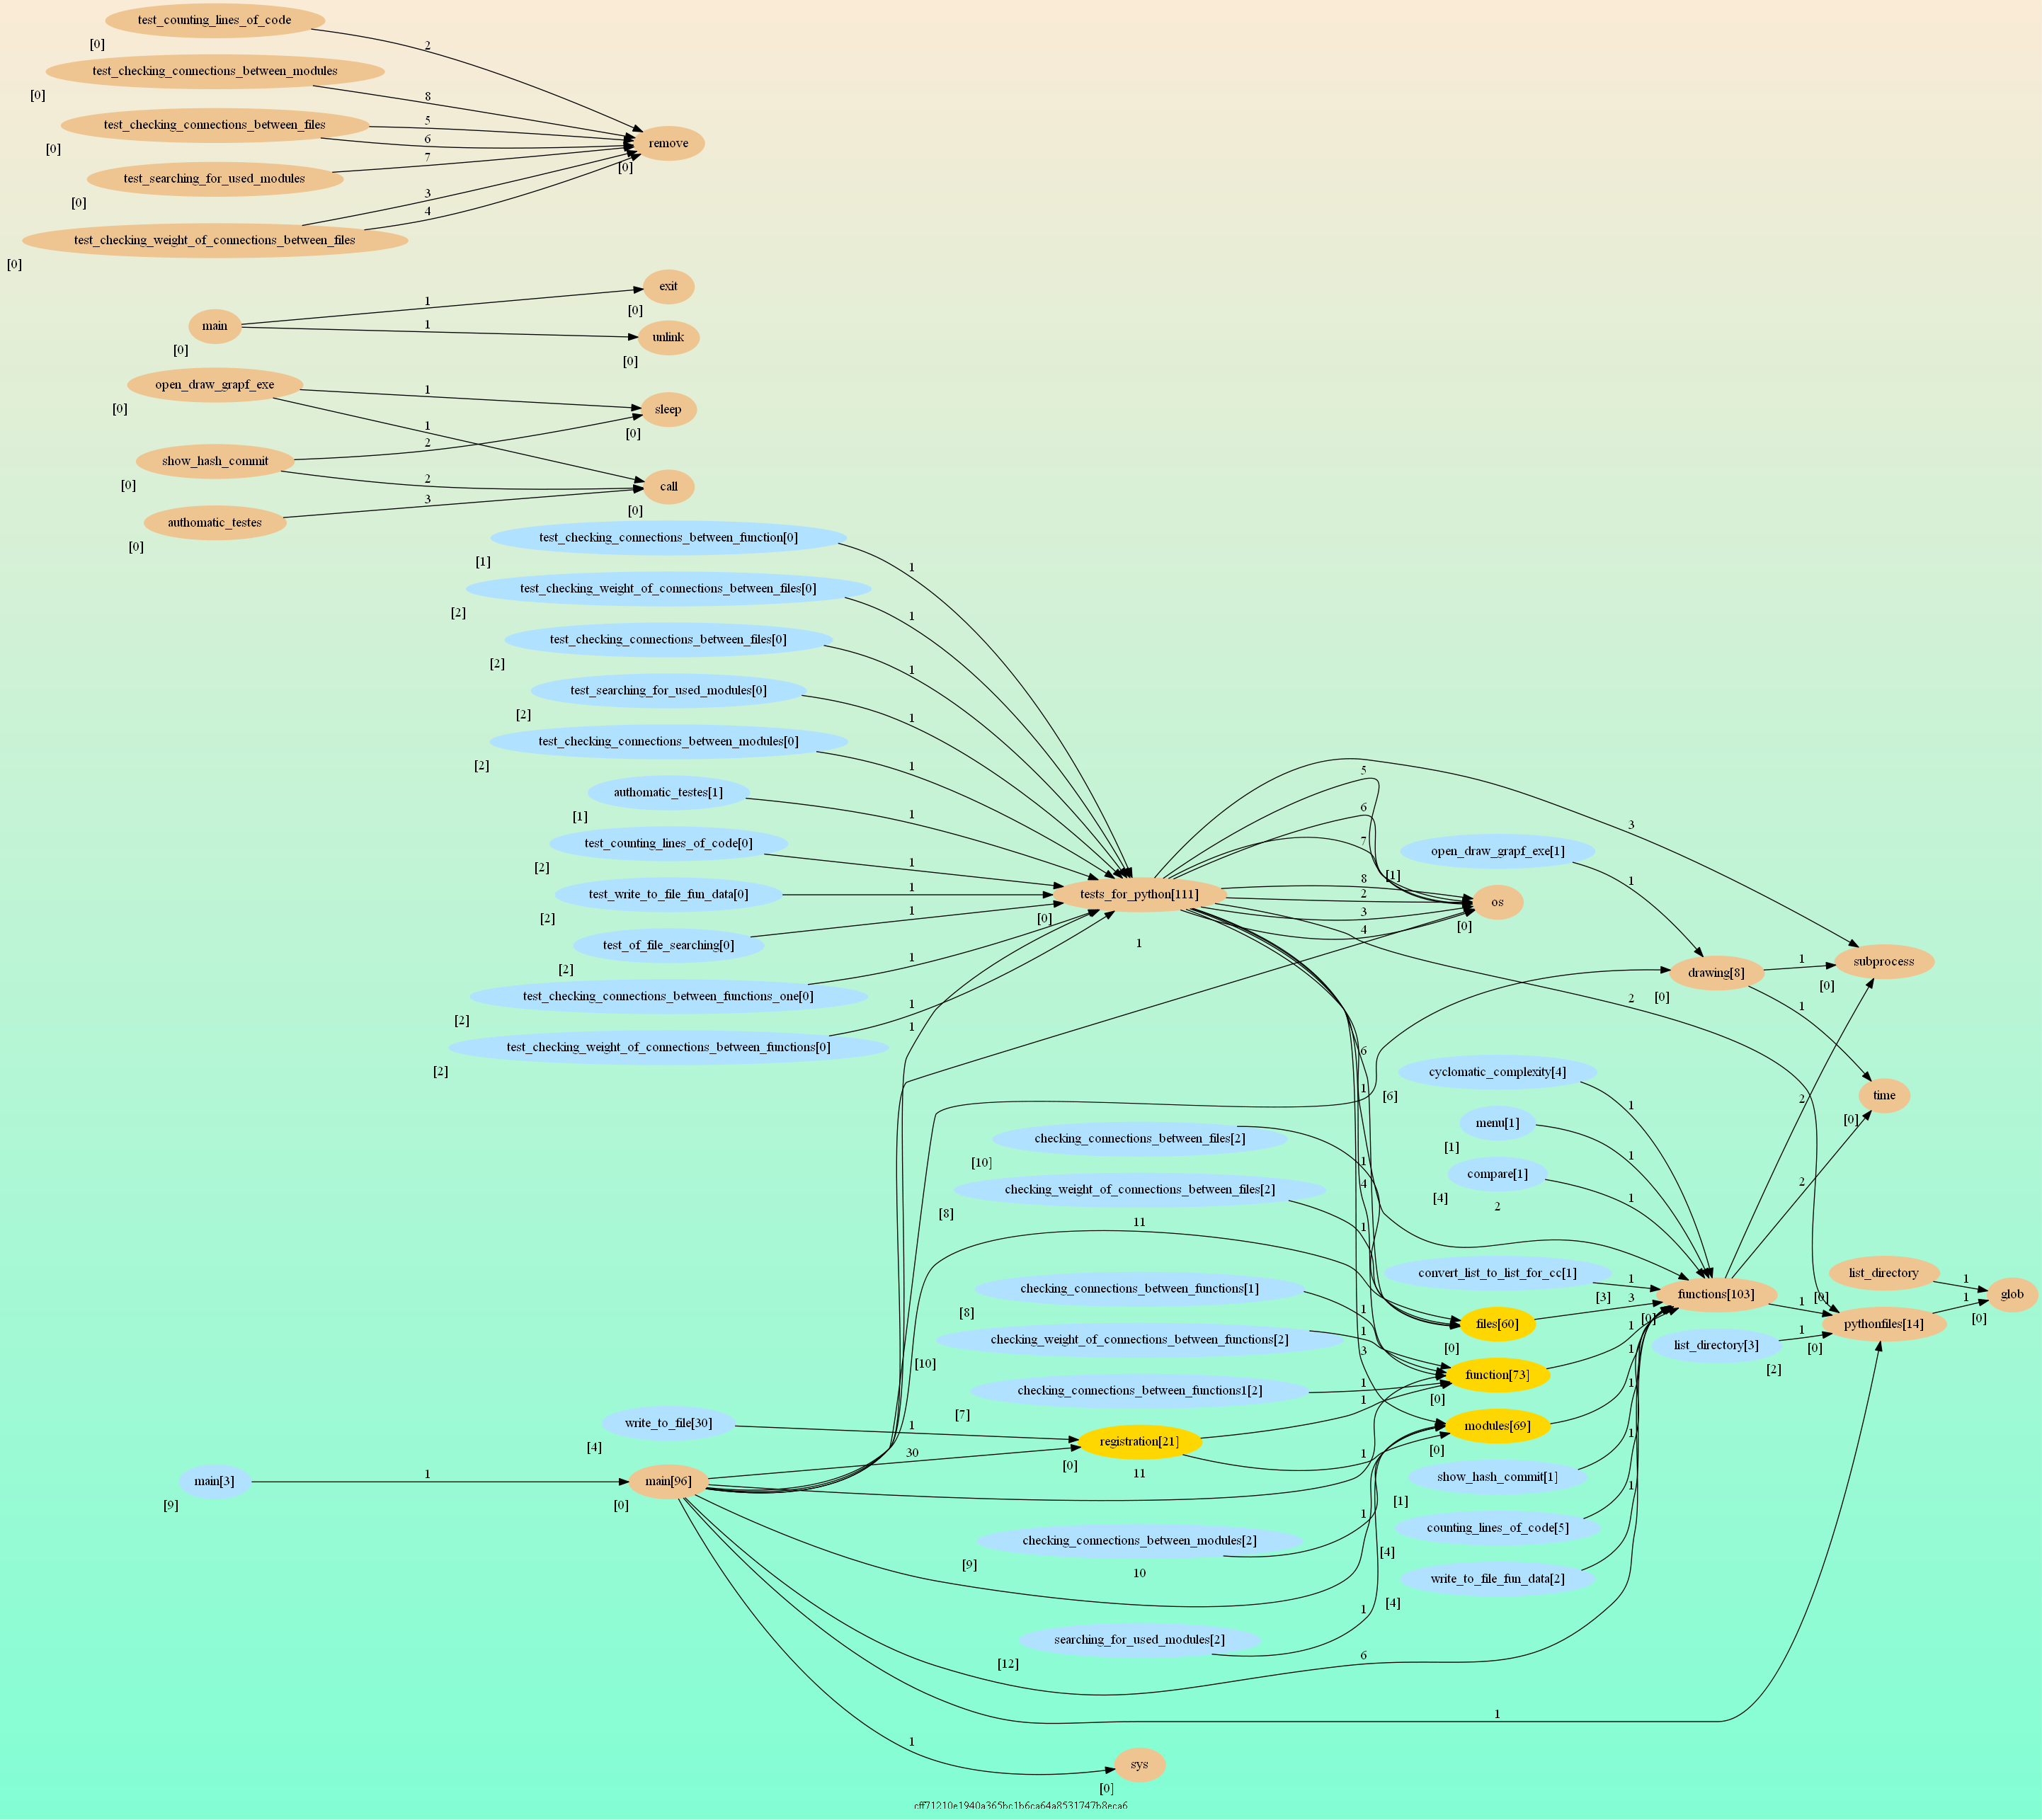 test_counting_lines_of_code
[0]
2
test_checking_connections_between_modules
[0]
8
test_checking_connections_between_files
[0]
5
6
remove
[0]
test_searching_for_used_modules
[0]
7
3
4
test_checking_weight_of_connections_between_files
[0]
exit
[0]
1
main
[0]
1
unlink
[0]
open_draw_grapf_exe
[0]
1
sleep
[0]
1
2
show_hash_commit
[0]
2
call
[0]
3
authomatic_testes
[0]
test_checking_connections_between_function[0]
[1]
1
test_checking_weight_of_connections_between_files[0]
[2]
1
test_checking_connections_between_files[0]
[2]
1
test_searching_for_used_modules[0]
[2]
1
test_checking_connections_between_modules[0]
[2]
1
authomatic_testes[1]
[1]
1
test_counting_lines_of_code[0]
[2]
1
test_write_to_file_fun_data[0]
[2]
1
test_of_file_searching[0]
[2]
1
test_checking_connections_between_functions_one[0]
[2]
1
test_checking_weight_of_connections_between_functions[0]
[2]
1
1
tests_for_python[111]
[0]
1
5
6
7
8
2
3
4
3
open_draw_grapf_exe[1]
[1]
1
os
[0]
2
drawing[8]
[0]
1
1
subprocess
[0]
time
[0]
6
1
cyclomatic_complexity[4]
[6]
1
menu[1]
[1]
1
compare[1]
[4]
1
2
2
2
checking_connections_between_files[2]
[10]
1
4
checking_weight_of_connections_between_files[2]
[8]
1
11
checking_connections_between_functions[1]
[8]
1
checking_weight_of_connections_between_functions[2]
[10]
1
3
checking_connections_between_functions1[2]
[7]
1
1
convert_list_to_list_for_cc[1]
[3]
1
3
files[60]
[0]
function[73]
[0]
modules[69]
[0]
1
1
1
1
1
functions[103]
[0]
1
list_directory
[0]
1
glob
[0]
1
pythonfiles[14]
[0]
list_directory[3]
[2]
1
write_to_file[30]
[4]
1
registration[21]
[0]
30
1
11
main[3]
[9]
1
main[96]
[0]
show_hash_commit[1]
[1]
counting_lines_of_code[5]
[4]
write_to_file_fun_data[2]
[4]
checking_connections_between_modules[2]
[9]
1
10
searching_for_used_modules[2]
[12]
1
6
1
1
sys
[0]
cff71210e1940a365bc1b6ca64a8531747b8eca6